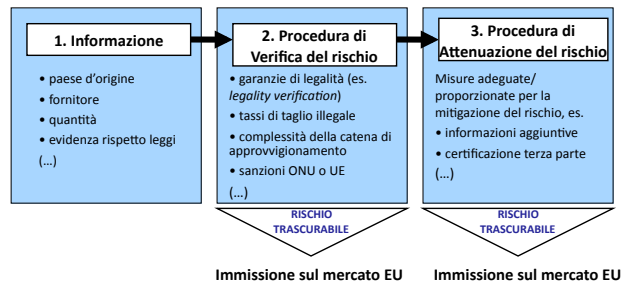 1. Informazione
• paese d'origine
• fornitore
• quantità
• evidenza rispetto leggi
(…)
2. Procedura di
Verifica del rischio
• garanzie di legalità (es.
legality verification)
• tassi di taglio illegale
• complessità della catena di
approvvigionamento
• sanzioni ONU o UE
(…)
RISCHIO
TRASCURABILE
Immissione sul mercato EU
3. Procedura di
Attenuazione del rischio
Misure adeguate/
proporzionate per la
mitigazione del rischio, es.
• informazioni aggiuntive
• certificazione terza parte
(…)
RISCHIO
TRASCURABILE
Immissione sul mercato EU